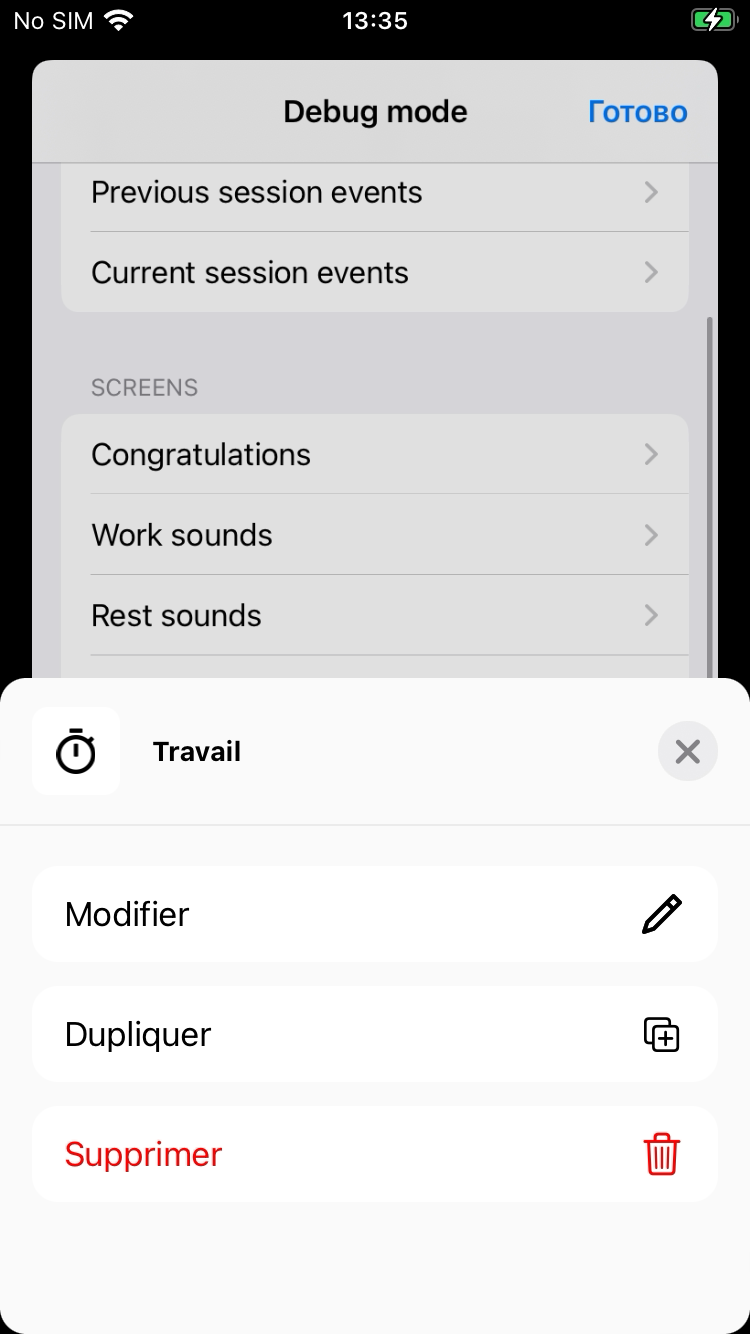 No SIM 13:35
Debug mode Готово
Previous session events
Current session events
SCREENS
Congratulations
Work sounds
Rest sounds
Travail
Modifier
Dupliquer
Supprimer